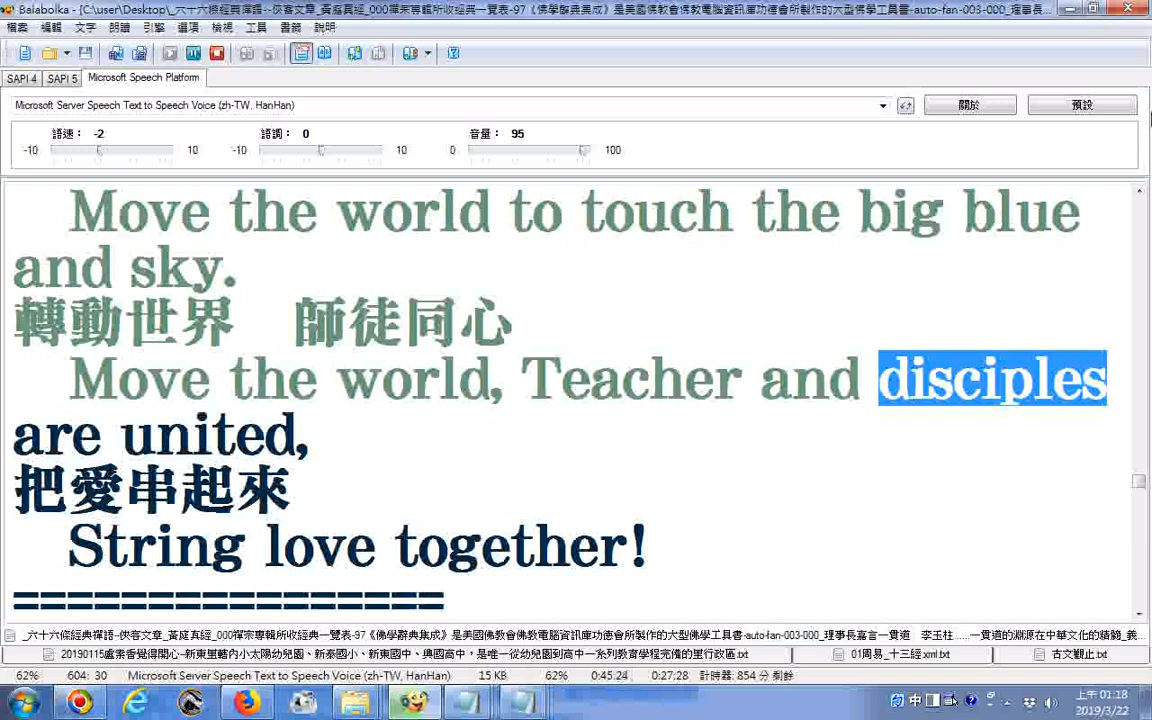 Balabolka - [C:\user\Desktop\_六十六條經典禪語--俠客文章_黃庭真經_000禪宗專輯所收經典一覽表-97《佛學辭典集成》是美國佛教會佛教電腦資訊庫功德會所製作的大型佛學工具書-auto-fan-003-000_理事長嘉...
檔案 編輯 文字 朗讀 引擎 選項 檢視 工具 書籤 說明
SAPI 4 SAPI 5 Microsoft Speech Platform
Microsoft Server Speech Text to Speech Voice (zh-TW, HanHan) 關於 預設
語速： -2 語調： 0 音量： 95
-10 10 -10 10 0 100
Move the world to touch the big blue
and sky.
轉動世界 師徒同心
Move the world, Teacher and disciples
are united,
把愛串起來
String love together!
================
_六十六條經典禪語--俠客文章_黃庭真經_000禪宗專輯所收經典一覽表-97《佛學辭典集成》是美國佛教會佛教電腦資訊庫功德會所製作的大型佛學工具書-auto-fan-003-000_理事長嘉言一貫道 李玉柱.....一貫道的淵源在中華文化的精髓_義...
20190115盧素香覺得開心--新東里轄內小太陽幼兒園、新泰國小、新東國中、興國高中，是唯一從幼兒園到高中一系列教育學程完備的里行政區.txt 01周易_十三經.txt 古文觀止.txt
62% 604: 30 Microsoft Server Speech Text to Speech Voice (zh-TW, HanHan) 15 KB 62% 0:45:24 0:27:28 計時器: 854 分 剩餘
中 上午 01:18
2019/3/22